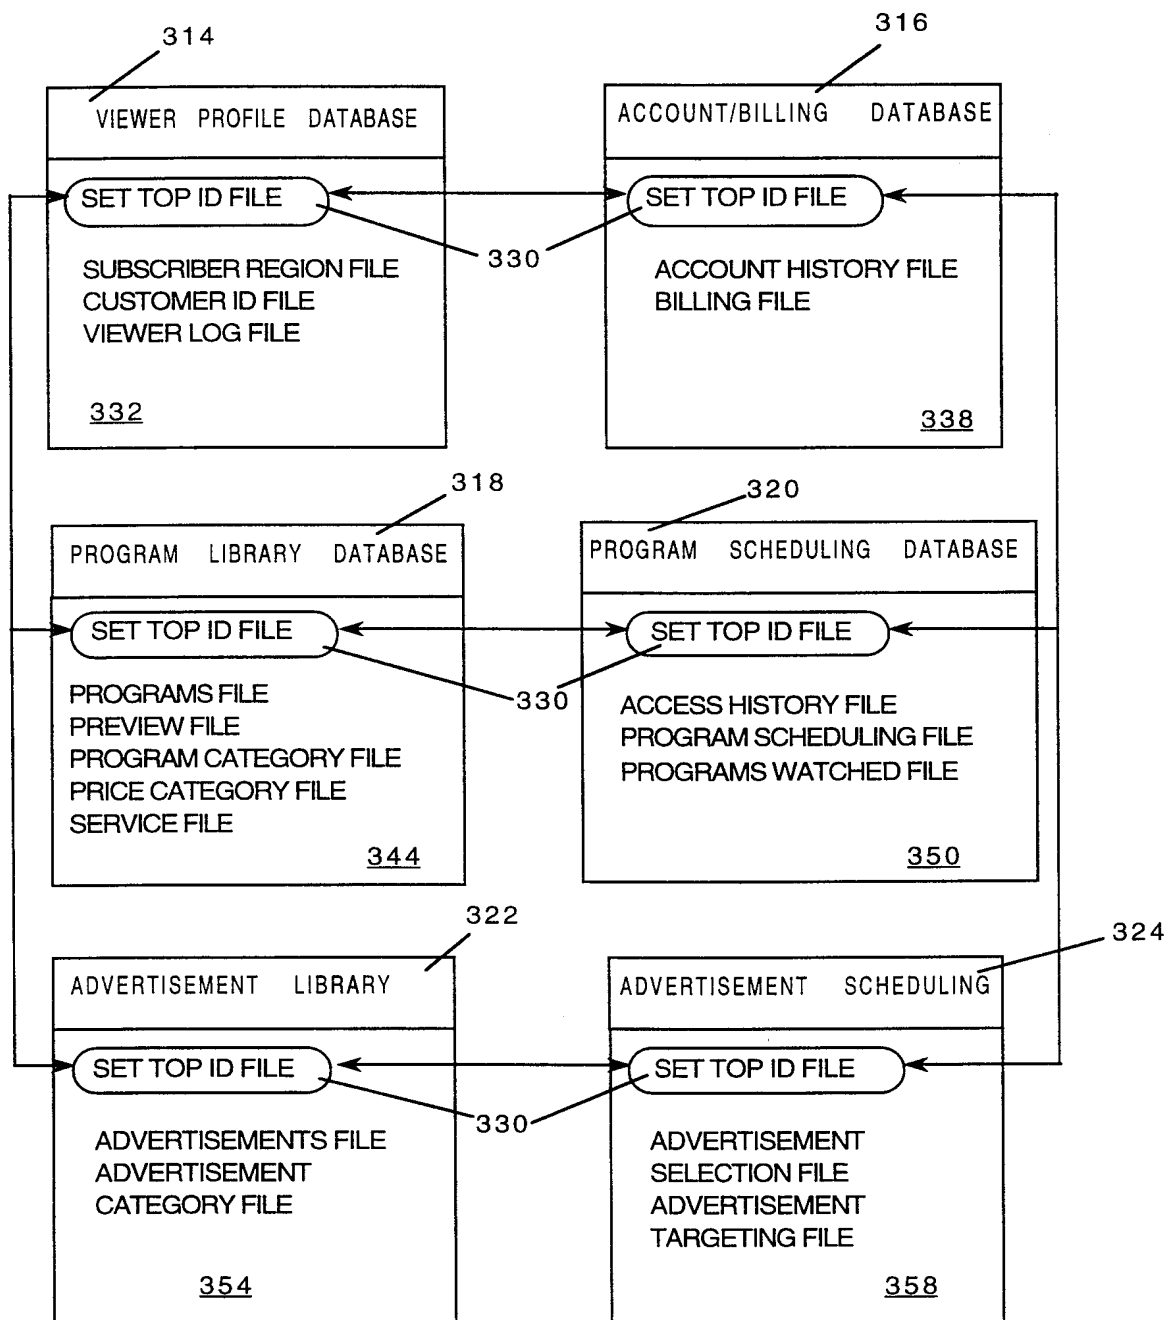 314
316
VIEWER PROFILE DATABASE
SET TOP ID FILE
SUBSCRIBER REGION FILE
CUSTOMER ID FILE
VIEWER LOG FILE
332
ACCOUNT/BILLING DATABASE
SET TOP ID FILE
330
ACCOUNT HISTORY FILE
BILLING FILE
338
318
320
PROGRAM LIBRARY DATABASE
SET TOP ID FILE
PROGRAMS FILE
PREVIEW FILE
PROGRAM CATEGORY FILE
PRICE CATEGORY FILE
SERVICE FILE
344
PROGRAM SCHEDULING DATABASE
SET TOP ID FILE
330
ACCESS HISTORY FILE
PROGRAM SCHEDULING FILE
PROGRAMS WATCHED FILE
350
322
324
ADVERTISEMENT LIBRARY
SET TOP ID FILE
ADVERTISEMENTS FILE
ADVERTISEMENT
CATEGORY FILE
354
ADVERTISEMENT SCHEDULING
SET TOP ID FILE
330
ADVERTISEMENT
SELECTION FILE
ADVERTISEMENT
TARGETING FILE
358